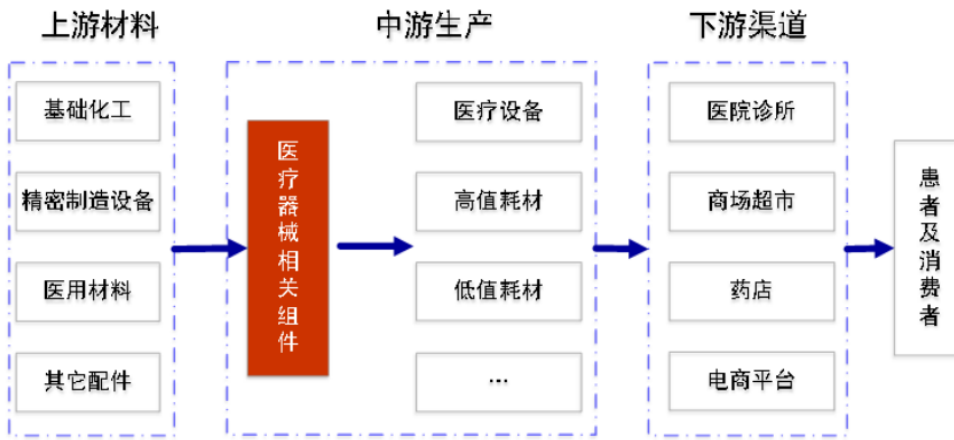 上游材料
中游生产
下游渠道
基础化工
精密制造设备
医用材料
其它配件
医疗器械相关组件
医疗设备
高值耗材
低值耗材
...
医院诊所
商场超市
药店
电商平台
患者及消费者